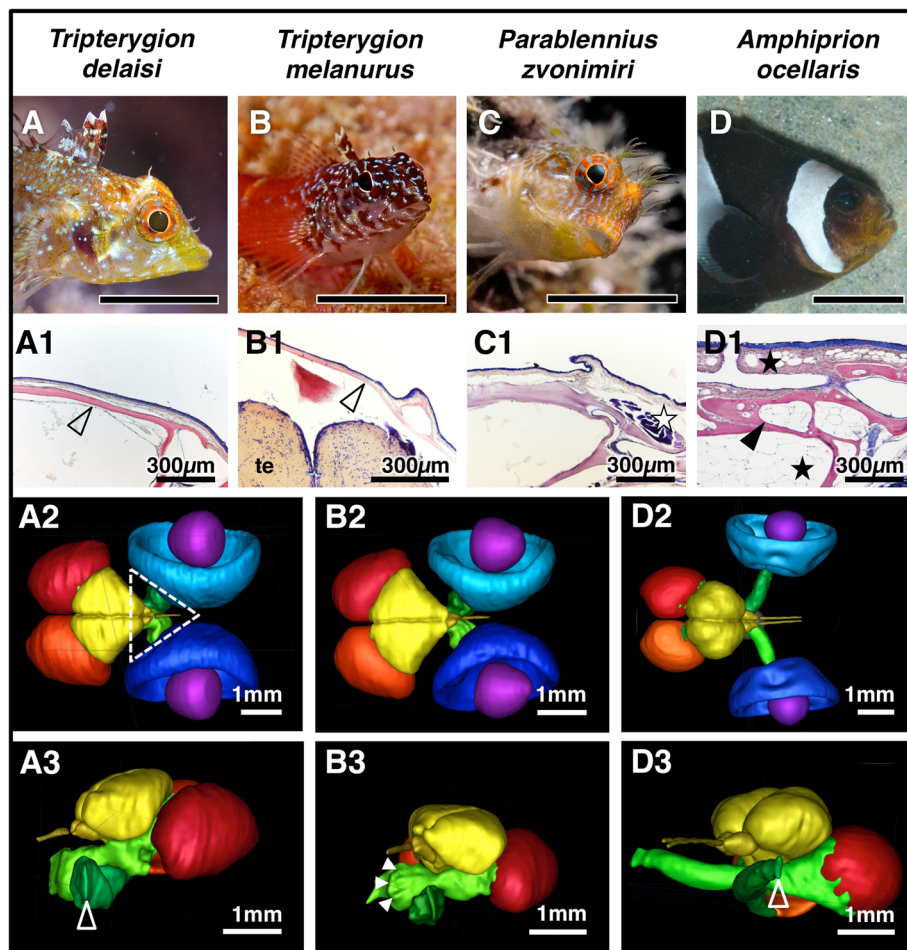 Tripterygion
delaisi
Tripterygion
melanurus
Parablennius
zvonimiri
Amphiprion
ocellaris
A
B
C
D
A1
300µm
B1
te
300µm
C1
300µm
D1
300µm
A2
1mm
B2
1mm
D2
1mm
A3
1mm
B3
1mm
D3
1mm